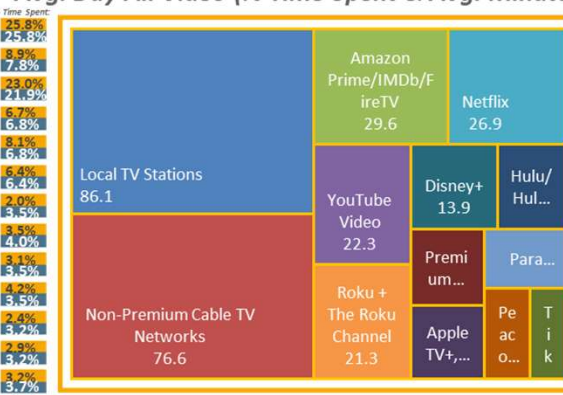 Time Spent:
25.8%
25.8%
8.9%
7.8%
23.0%
21.9%
6.7%
6.8%
8.1%
6.8%
6.4%
6.4%
2.0%
3.5%
3.5%
4.0%
3.1%
3.5%
4.2%
3.5%
2.4%
3.2%
2.9%
3.2%
3.2%
3.7%
Local TV Stations
86.1
Non-Premium Cable TV
Networks
76.6
Amazon
Prime/IMDb/F
ireTV
29.6
Netflix
26.9
YouTube
Video
22.3
Roku +
The Roku
Channel
21.3
Disney+
13.9
Hulu/
Hul...
Premi
um...
Para...
Apple
TV+,...
Pe
ac
o...
T
i
k